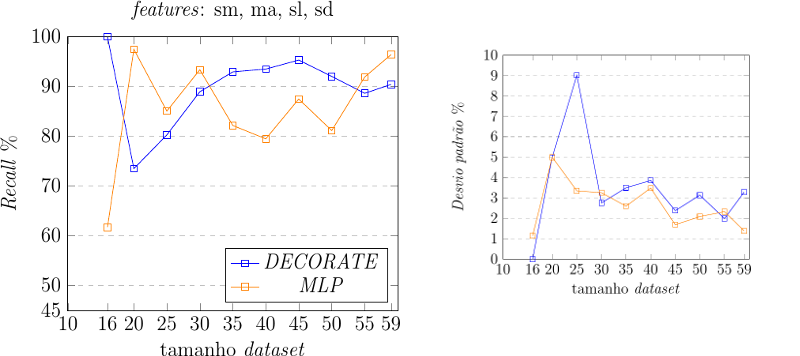 features: sm, ma, sl, sd
100
90
80
70
60
50
45
Recall %
10 16 20 25 30 35 40 45 50 55 59
tamanho dataset
DECORATE
MLP
10
9
8
7
6
5
4
3
2
1
0
Desvio padrão %
10 16 20 25 30 35 40 45 50 55 59
tamanho dataset